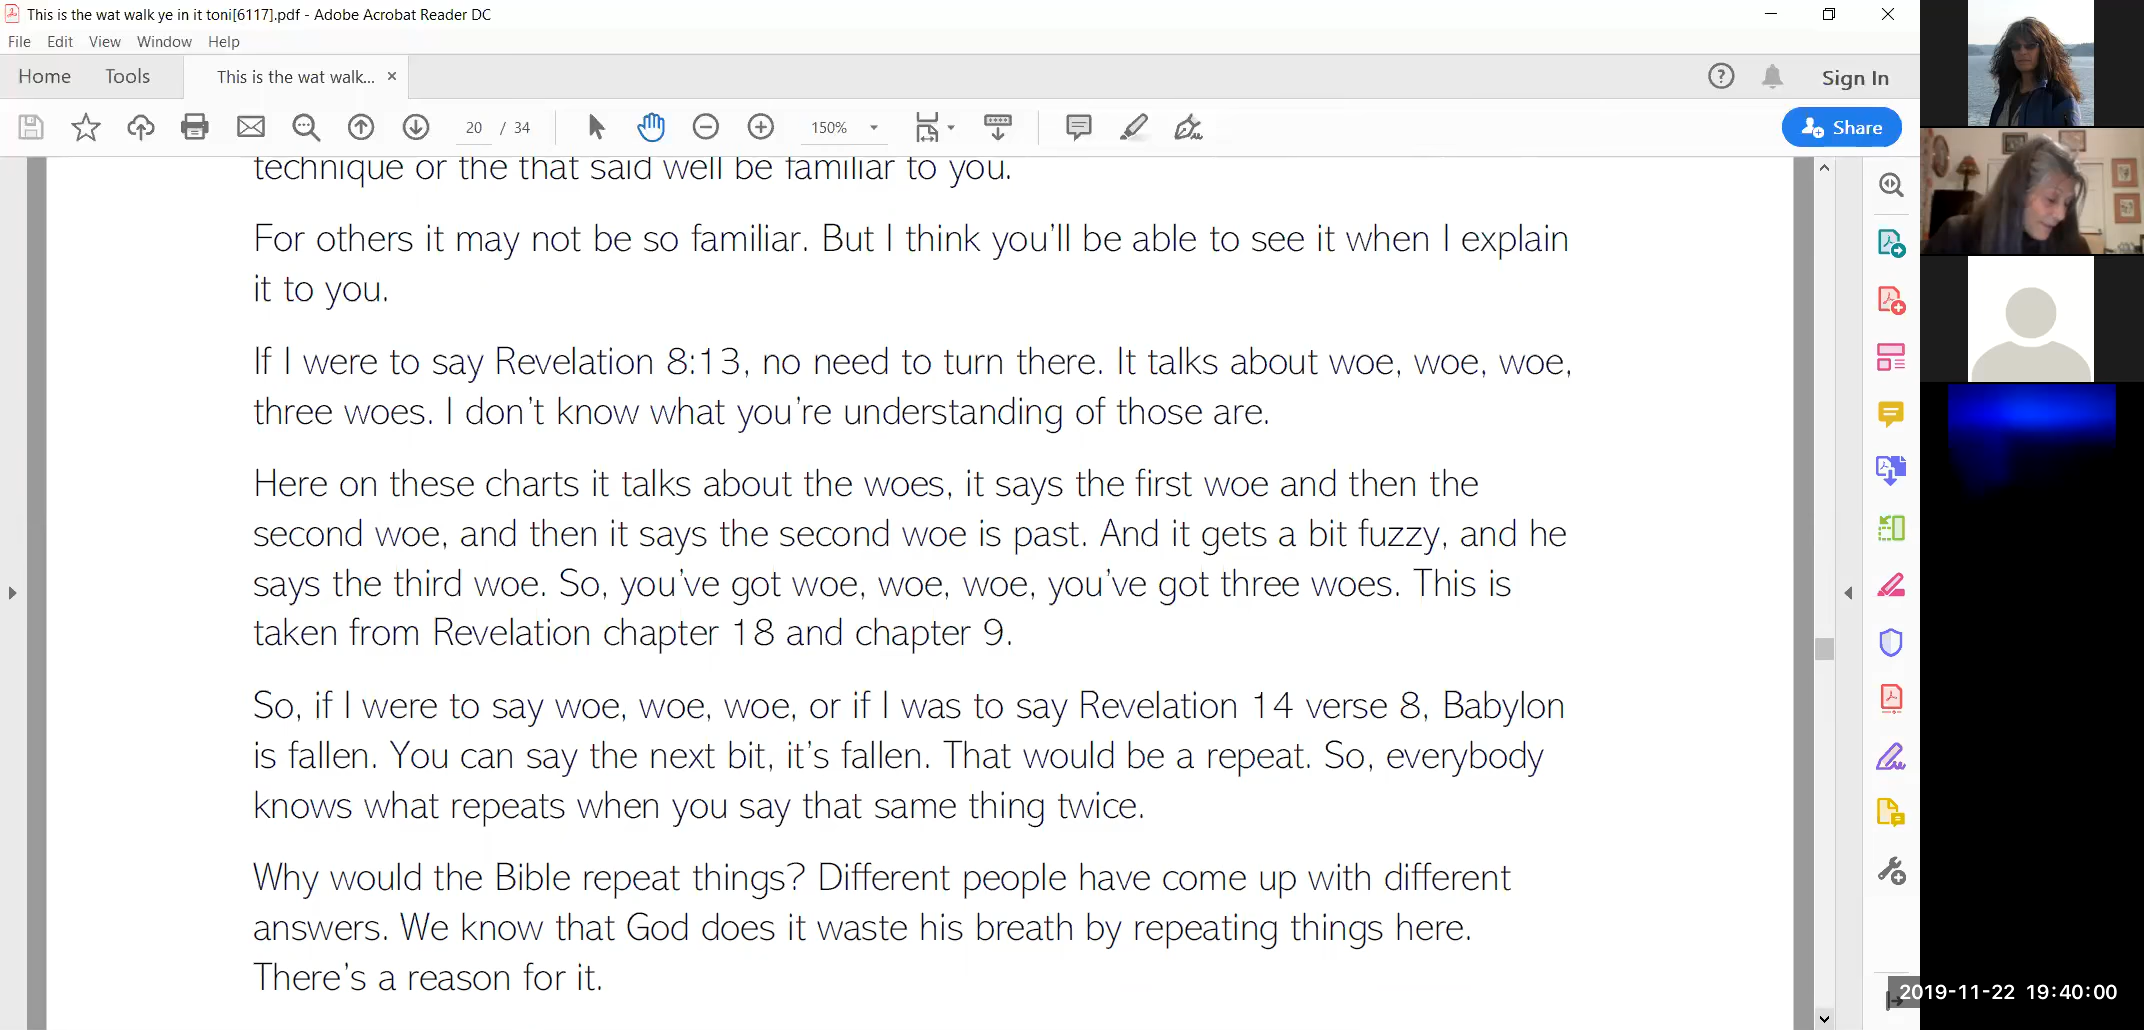 This is the wat walk ye in it toni[6117].pdf - Adobe Acrobat Reader DC
File Edit View Window Help
Home Tools This is the wat walk... × Sign In
20 / 34 150% Share
technique or the that said well be familiar to you.
For others it may not be so familiar. But I think you'll be able to see it when I explain
it to you.
If I were to say Revelation 8:13, no need to turn there. It talks about woe, woe, woe,
three woes. I don't know what you're understanding of those are.
Here on these charts it talks about the woes, it says the first woe and then the
second woe, and then it says the second woe is past. And it gets a bit fuzzy, and he
says the third woe. So, you've got woe, woe, woe, you've got three woes. This is
taken from Revelation chapter 18 and chapter 9.
So, if I were to say woe, woe, woe, or if I was to say Revelation 14 verse 8, Babylon
is fallen. You can say the next bit, it's fallen. That would be a repeat. So, everybody
knows what repeats when you say that same thing twice.
Why would the Bible repeat things? Different people have come up with different
answers. We know that God does it waste his breath by repeating things here.
There's a reason for it.
2019-11-22 19:40:00